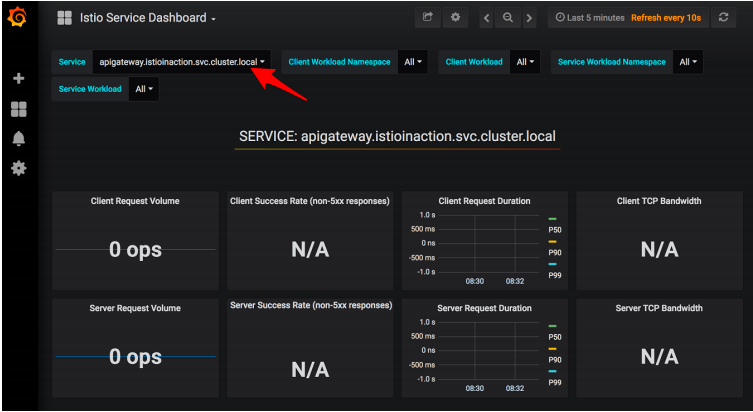 Istio Service Dashboard
Last 5 minutes Refresh every 10s
Service apigateway.istioinaction.svc.cluster.local Client Workload Namespace All Client Workload All Service Workload Namespace All
Service Workload All
SERVICE: apigateway.istioinaction.svc.cluster.local
Client Request Volume
0 ops
Client Success Rate (non-5xx responses)
N/A
Client Request Duration
1.0 s
500 ms
0 ns
-500 ms
-1.0 s
08:30 08:32
P50
P90
P99
Client TCP Bandwidth
N/A
Server Request Volume
0 ops
Server Success Rate (non-5xx responses)
N/A
Server Request Duration
1.0 s
500 ms
0 ns
-500 ms
-1.0 s
08:30 08:32
P50
P90
P99
Server TCP Bandwidth
N/A